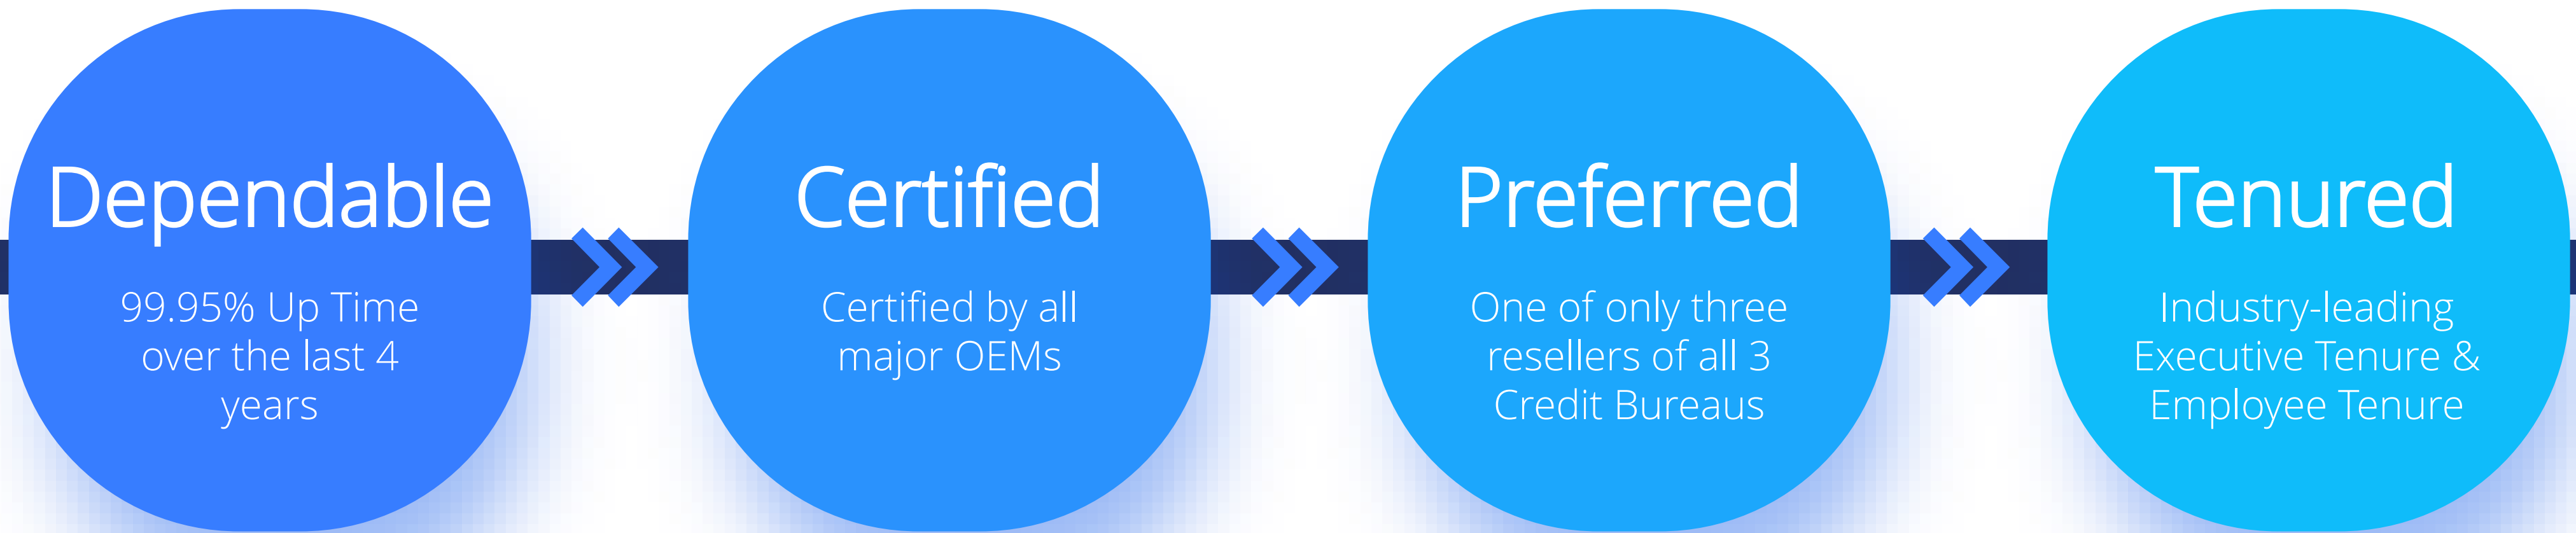 Dependable
99.95% Up Time
over the last 4
years
Certified
Certified by all
major OEMs
Preferred
One of only three
resellers of all 3
Credit Bureaus
Tenured
Industry-leading
Executive Tenure &
Employee Tenure